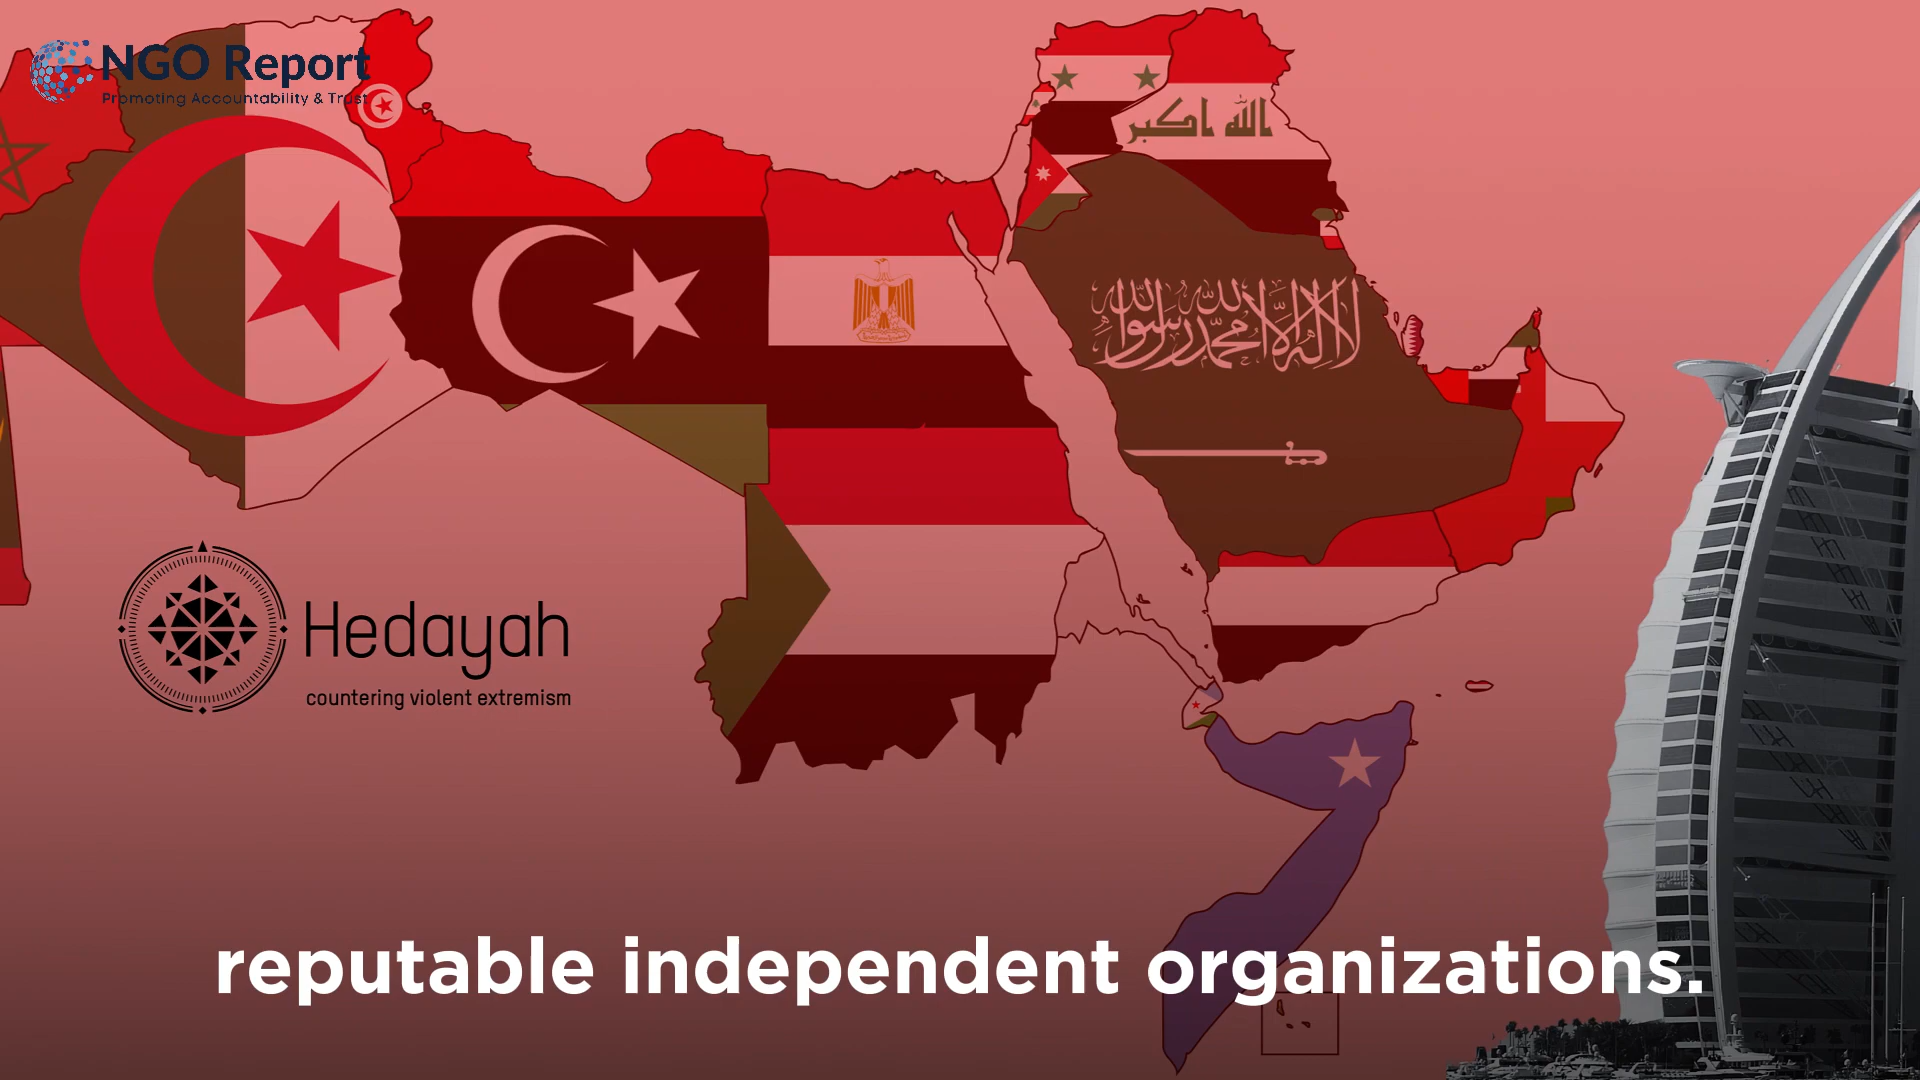 NGO Report
Promoting Accountability & Trust
الله اكبر
لا إله إلا الله محمد رسول الله
Hedayah
countering violent extremism
reputable independent organizations.